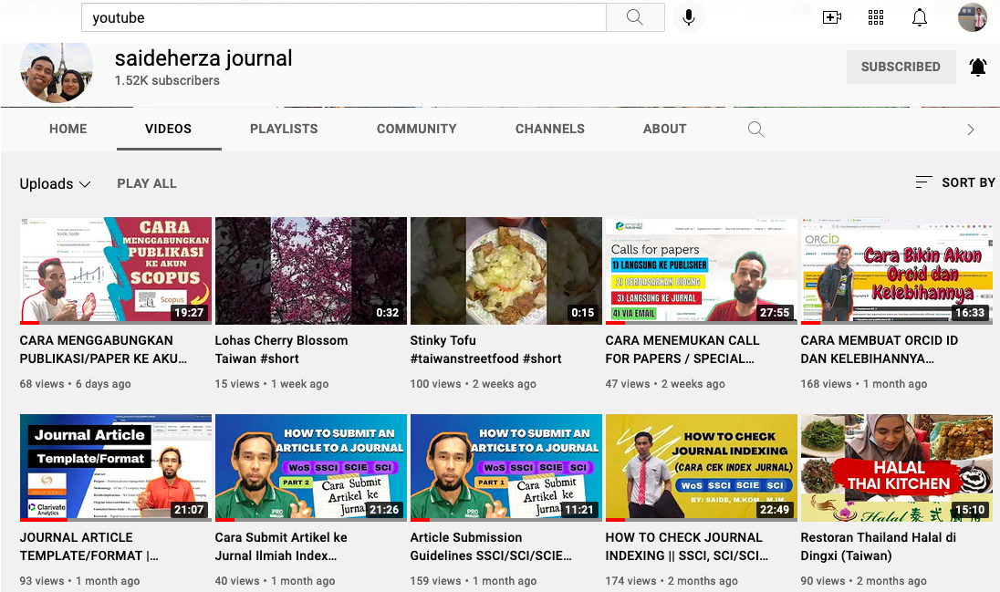 youtube
saideherza journal
1.52K subscribers
SUBSCRIBED
HOME
VIDEOS
PLAYLISTS
COMMUNITY
CHANNELS
ABOUT
Uploads
PLAY ALL
SORT BY
CARA
MENGGABUNGKAN
PUBLIKASI
KE AKUN
SCOPUS
Scopus
19:27
0:32
0:15
Calls for papers
1) LANGSUNG KE PUBLISHER
2) BERDASARKAN BIDANG
3) LANGSUNG KE JURNAL
4) VIA EMAIL
27:55
ORCID
Cara Bikin Akun
Orcid dan
Kelebihannya
16:33
CARA MENGGABUNGKAN
PUBLIKASI/PAPER KE AKU...
68 views • 6 days ago
Lohas Cherry Blossom
Taiwan #short
15 views • 1 week ago
Stinky Tofu
#taiwanstreetfood #short
100 views • 2 weeks ago
CARA MENEMUKAN CALL
FOR PAPERS / SPECIAL...
47 views • 2 weeks ago
CARA MEMBUAT ORCID ID
DAN KELEBIHANNYA...
168 views • 1 month ago
Journal Article
Template/Format
Clarivate
Analytics
21:07
HOW TO SUBMIT AN
ARTICLE TO A JOURNAL
WoS SSCI SCIE SCI
PART 2
Cara Submit
Artikel ke
Jurnal
21:26
HOW TO SUBMIT AN
ARTICLE TO A JOURNAL
WoS SSCI SCIE SCI
PART 1
Cara Submit
Artikel ke
Jurnal
11:21
HOW TO CHECK
JOURNAL INDEXING
(CARA CEK INDEX JURNAL)
WoS SSCI SCIE SCI
BY: SAIDE, M.KOM., M.IM
22:49
HALAL
THAI KITCHEN
Halal
15:10
JOURNAL ARTICLE
TEMPLATE/FORMAT |...
93 views • 1 month ago
Cara Submit Artikel ke
Jurnal Ilmiah Index...
40 views • 1 month ago
Article Submission
Guidelines SSCI/SCI/SCIE...
159 views • 1 month ago
HOW TO CHECK JOURNAL
INDEXING || SSCI, SCI/SCI...
174 views • 2 months ago
Restoran Thailand Halal di
Dingxi (Taiwan)
90 views • 2 months ago